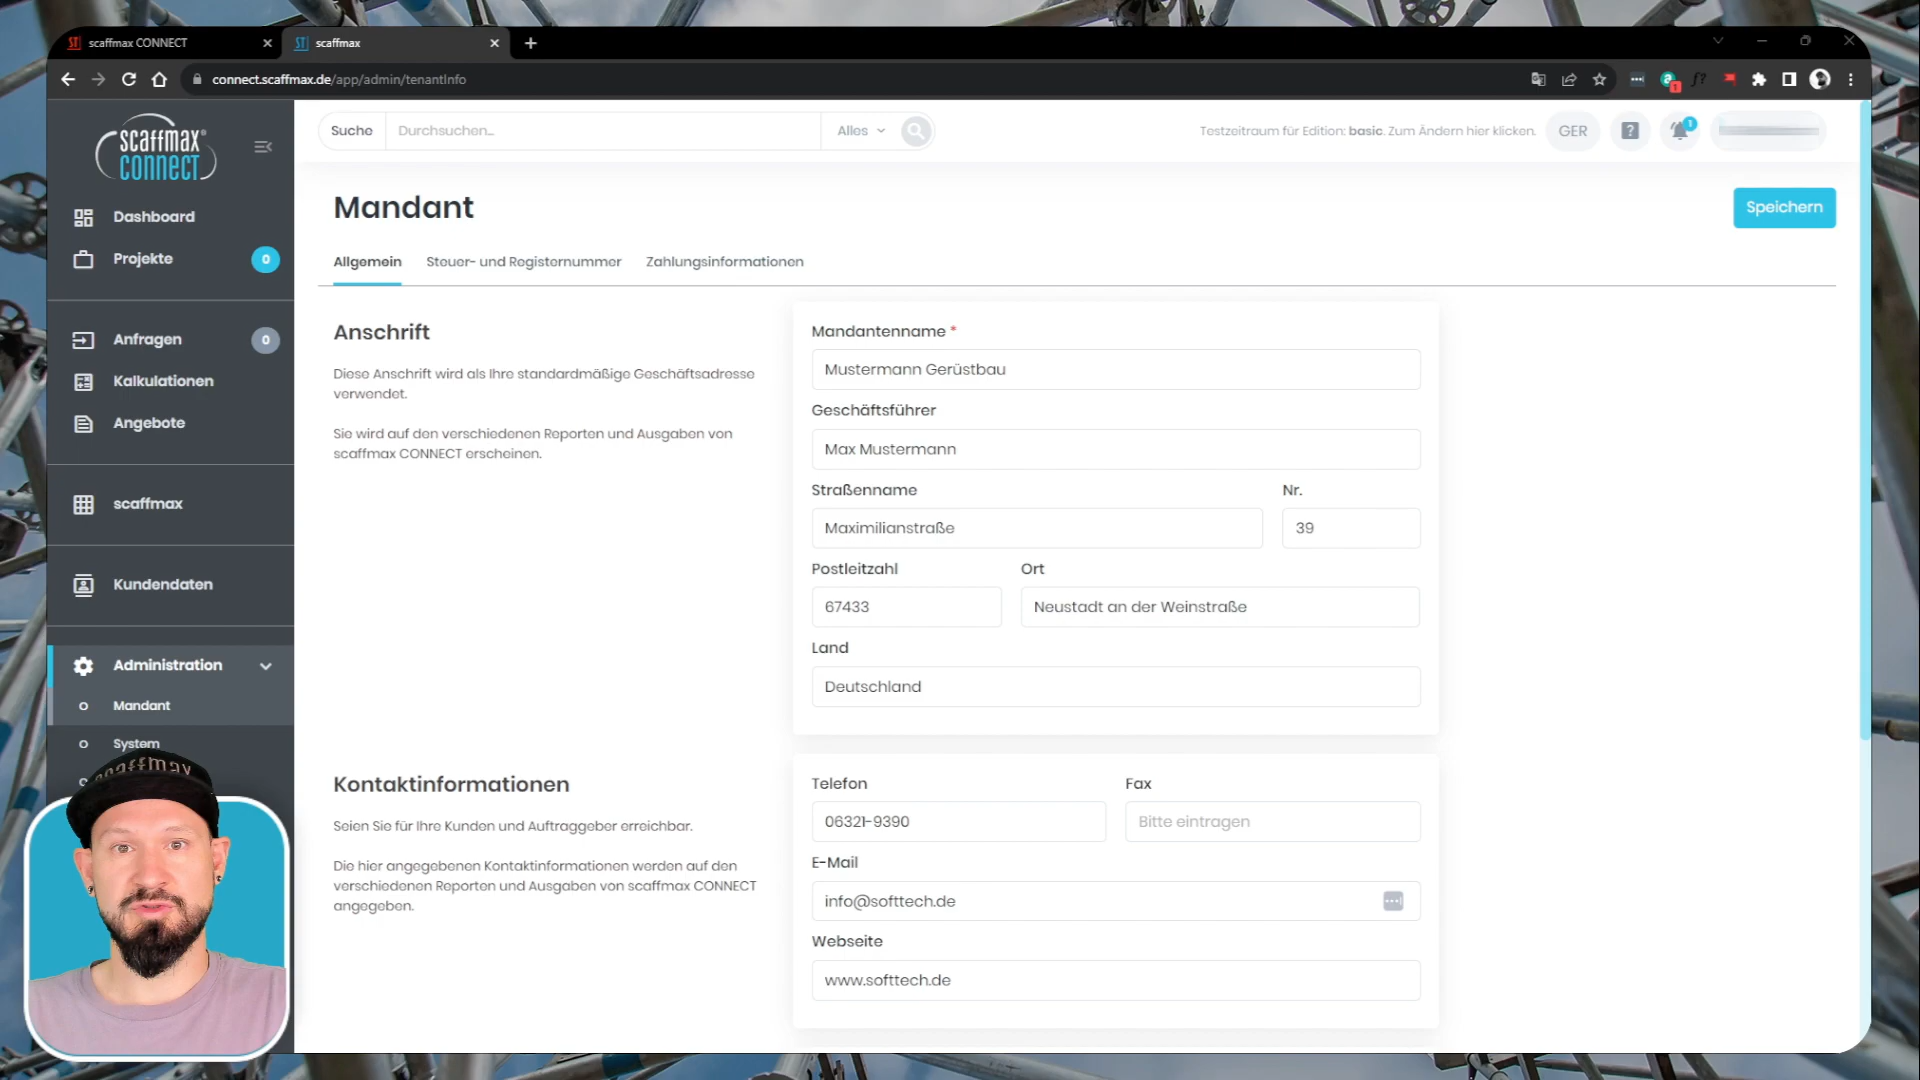 scaffmax CONNECT
scaffmax
connect.scaffmax.de/app/admin/tenantInfo
1
scaffmax®
CONNECT
Suche
Durchsuchen...
Alles
Testzeitraum für Edition: basic. Zum Ändern hier klicken.
GER
?
1
Dashboard
Projekte
0
Anfragen
0
Kalkulationen
Angebote
scaffmax
Kundendaten
Administration
Mandant
System
Mandant
Speichern
Allgemein
Steuer- und Registernummer
Zahlungsinformationen
Anschrift
Diese Anschrift wird als Ihre standardmäßige Geschäftsadresse
verwendet.
Sie wird auf den verschiedenen Reporten und Ausgaben von
scaffmax CONNECT erscheinen.
Mandantenname *
Mustermann Gerüstbau
Geschäftsführer
Max Mustermann
Straßenname
Nr.
Maximilianstraße
39
Postleitzahl
Ort
67433
Neustadt an der Weinstraße
Land
Deutschland
Kontaktinformationen
Seien Sie für Ihre Kunden und Auftraggeber erreichbar.
Die hier angegebenen Kontaktinformationen werden auf den
verschiedenen Reporten und Ausgaben von scaffmax CONNECT
angegeben.
Telefon
Fax
06321-9390
Bitte eintragen
E-Mail
info@softtech.de
Webseite
www.softtech.de
scaffmax